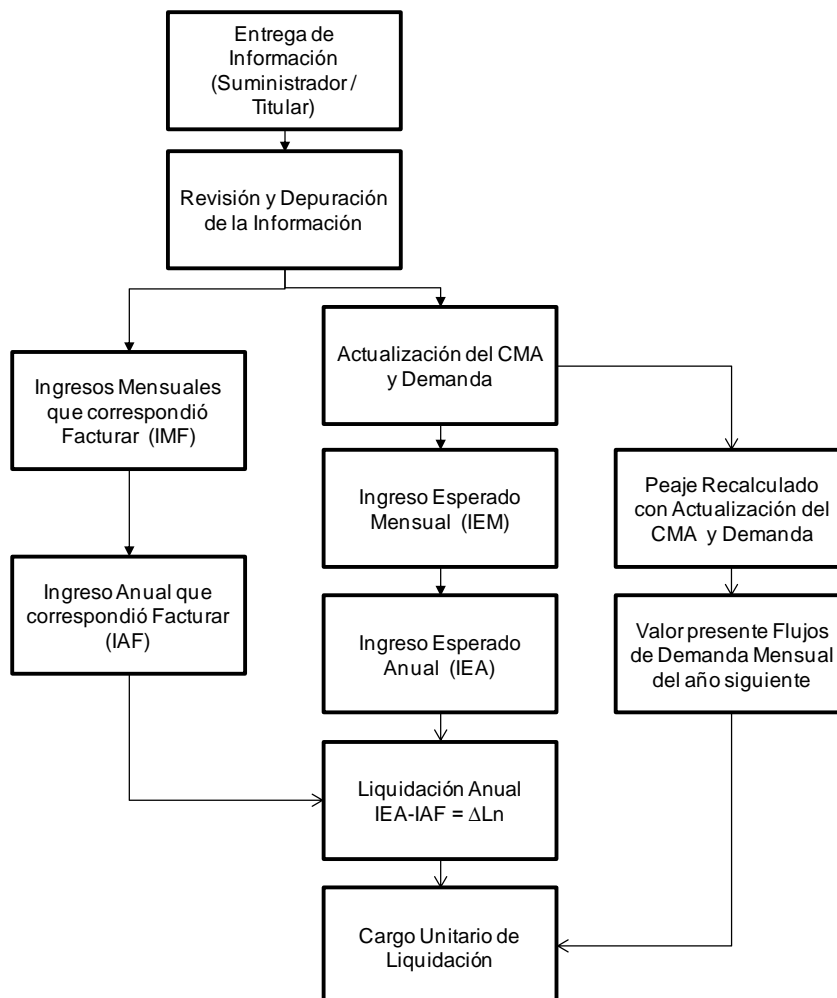 Entrega de
Información
(Suministrador /
Titular)
Revisión y Depuración
de la Información
Ingresos Mensuales
que correspondió
Facturar (IMF)
Actualización del CMA
y Demanda
Ingreso Esperado
Mensual (IEM)
Peaje Recalculado
con Actualización del
CMA y Demanda
Ingreso Anual que
correspondió Facturar
(IAF)
Ingreso Esperado
Anual (IEA)
Valor presente Flujos
de Demanda Mensual
del año siguiente
Liquidación Anual
IEA-IAF = ΔLn
Cargo Unitario de
Liquidación